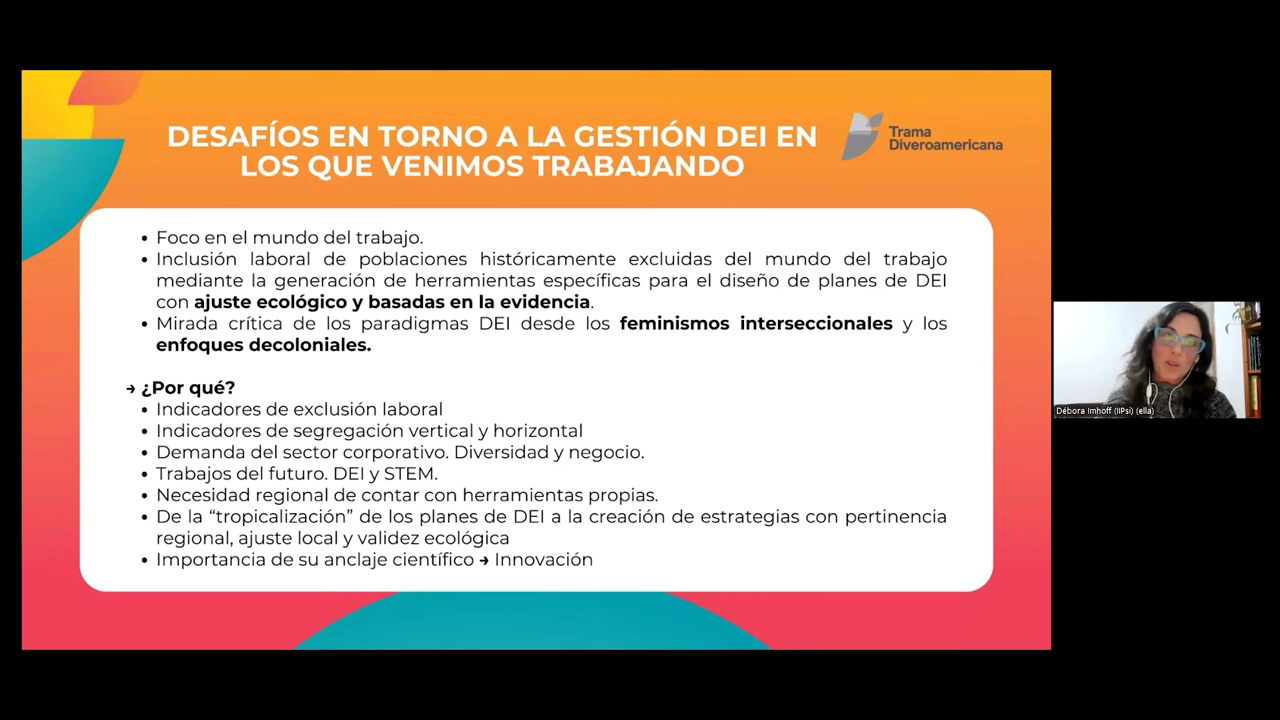 DESAFÍOS EN TORNO A LA GESTIÓN DEI EN
LOS QUE VENIMOS TRABAJANDO
Trama
Diveroamericana
• Foco en el mundo del trabajo.
• Inclusión laboral de poblaciones históricamente excluidas del mundo del trabajo
mediante la generación de herramientas específicas para el diseño de planes de DEI
con ajuste ecológico y basadas en la evidencia.
• Mirada crítica de los paradigmas DEI desde los feminismos interseccionales y los
enfoques decoloniales.
→ ¿Por qué?
• Indicadores de exclusión laboral
• Indicadores de segregación vertical y horizontal
• Demanda del sector corporativo. Diversidad y negocio.
• Trabajos del futuro. DEI y STEM.
• Necesidad regional de contar con herramientas propias.
• De la “tropicalización” de los planes de DEI a la creación de estrategias con pertinencia
regional, ajuste local y validez ecológica
• Importancia de su anclaje científico → Innovación
Débora Imhoff (IIPsi) (ella)